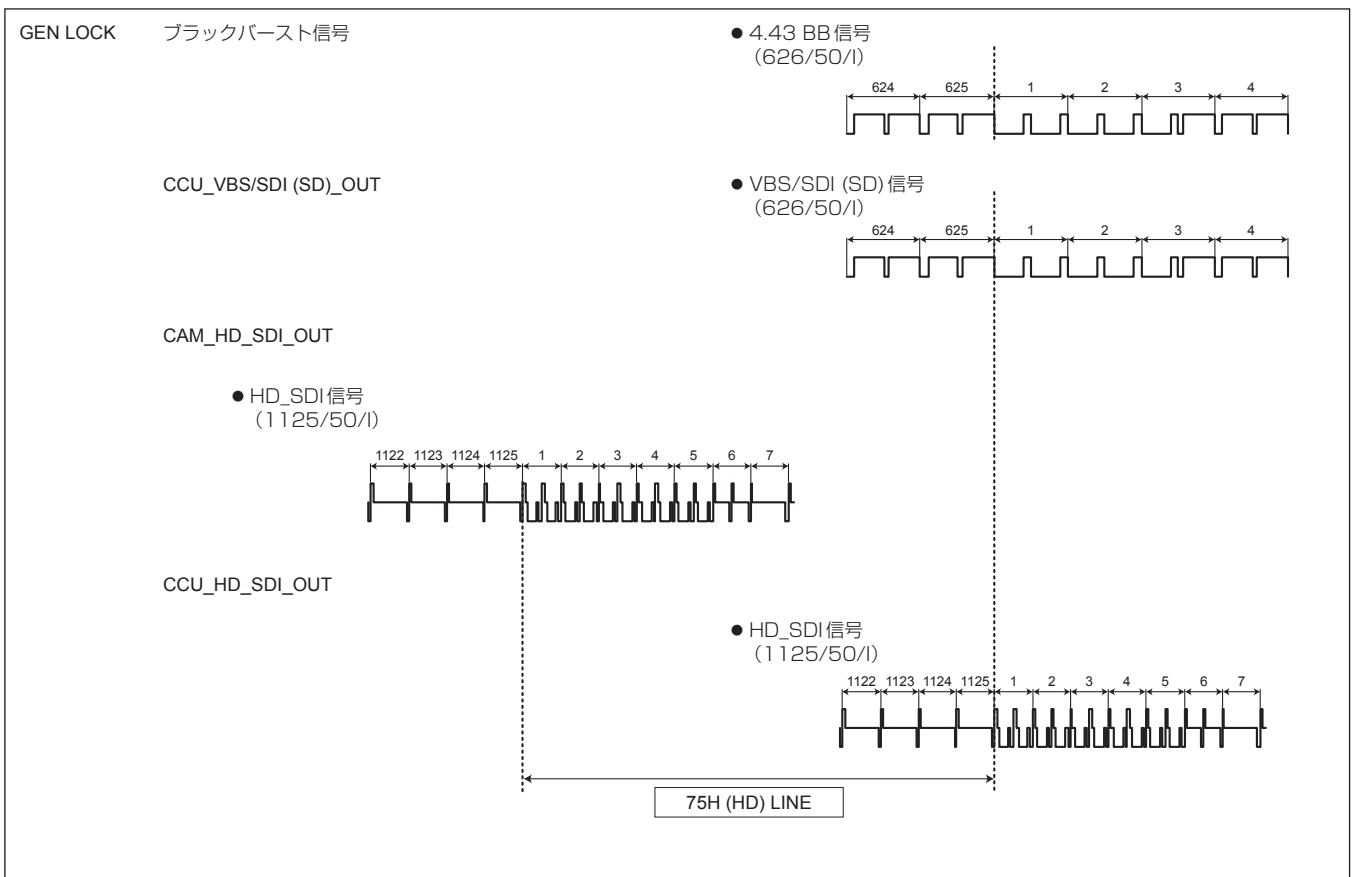 GEN LOCK ブラックバースト信号
● 4.43 BB信号
（626/50/I）
624 625 1 2 3 4
CCU_VBS/SDI (SD)_OUT
● VBS/SDI (SD)信号
（626/50/I）
624 625 1 2 3 4
CAM_HD_SDI_OUT
● HD_SDI信号
（1125/50/I）
1122 1123 1124 1125 1 2 3 4 5 6 7
CCU_HD_SDI_OUT
● HD_SDI信号
（1125/50/I）
1122 1123 1124 1125 1 2 3 4 5 6 7
75H (HD) LINE